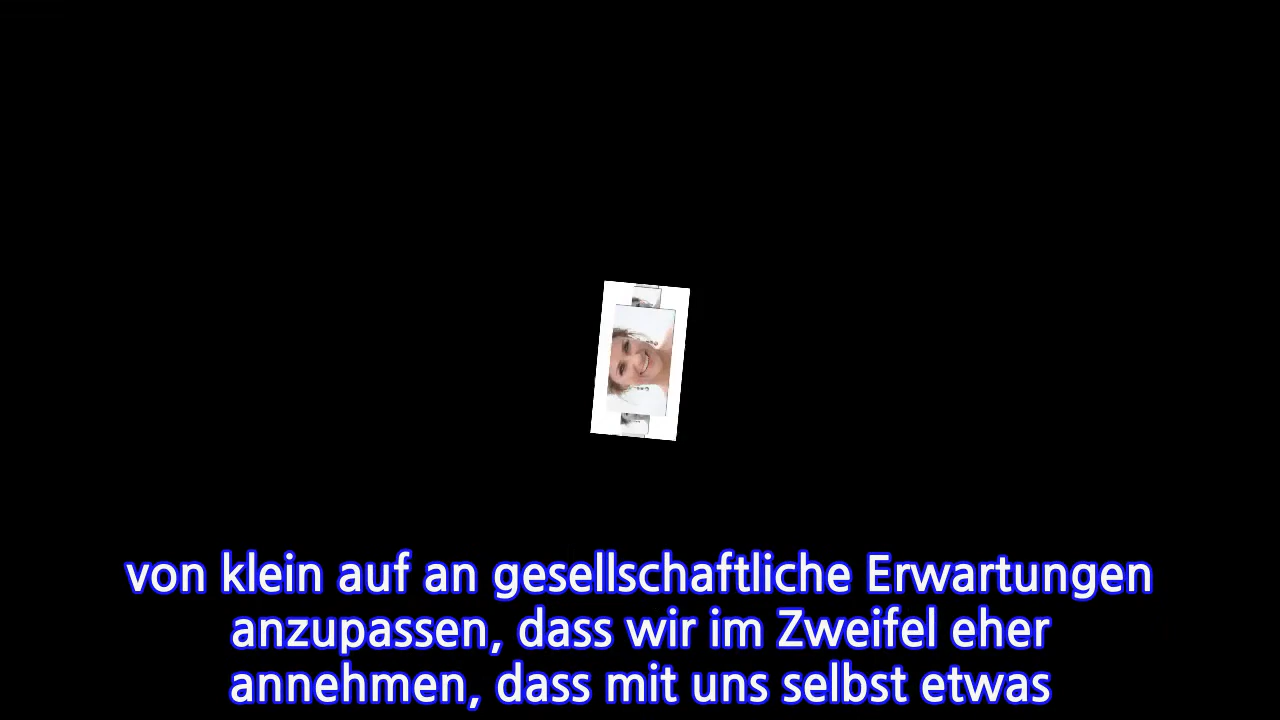 von klein auf an gesellschaftliche Erwartungen
anzupassen, dass wir im Zweifel eher
annehmen, dass mit uns selbst etwas